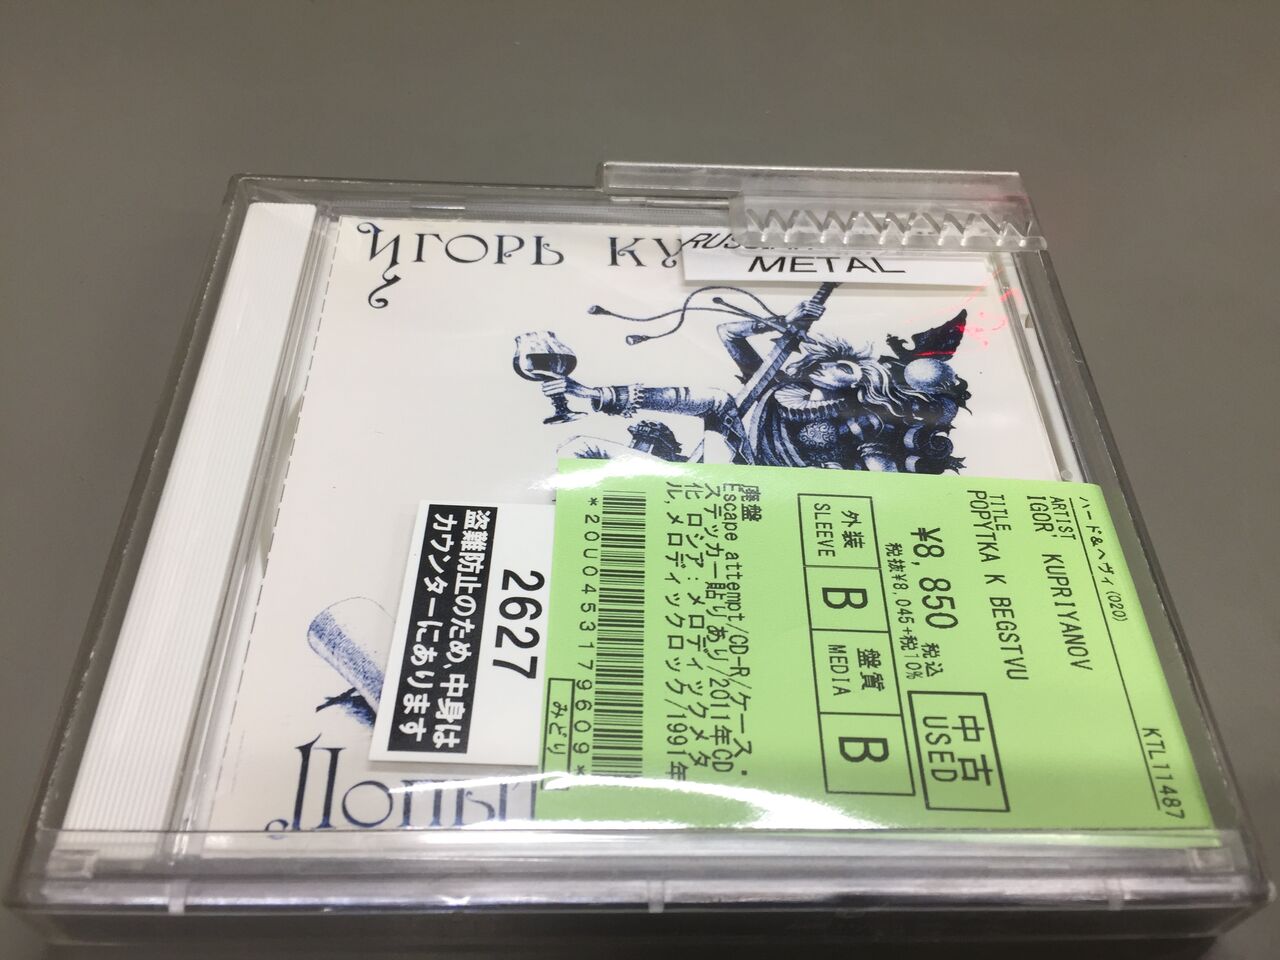 ИГОРЬ КУ
METAL
ハード&ヘヴィ(020)
KTL11487
ARTIST
IGOR, KUPRIYANOV
TITLE
POPYTKA K BEGSTVU
¥8,850 税込
税抜¥8,045+税10%
中古
USED
外装
SLEEVE
B
盤質
MEDIA
B
廃盤
Escape attempt/CD-R/ケース・
ステッカー貼りあり/2011年CD
化 ロシア:メロディックメタ
ル,メロディックロック/1991年
*20U0453179609*
みどり
2627
盗難防止のため、中身は
カウンターにあります
Попы